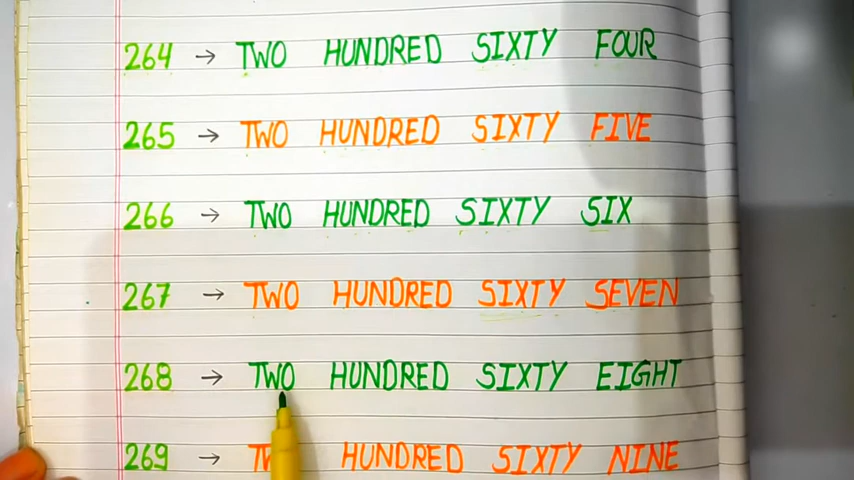 264 → TWO HUNDRED SIXTY FOUR
265 → TWO HUNDRED SIXTY FIVE
266 → TWO HUNDRED SIXTY SIX
267 → TWO HUNDRED SIXTY SEVEN
268 → TWO HUNDRED SIXTY EIGHT
269 → HUNDRED SIXTY NINE